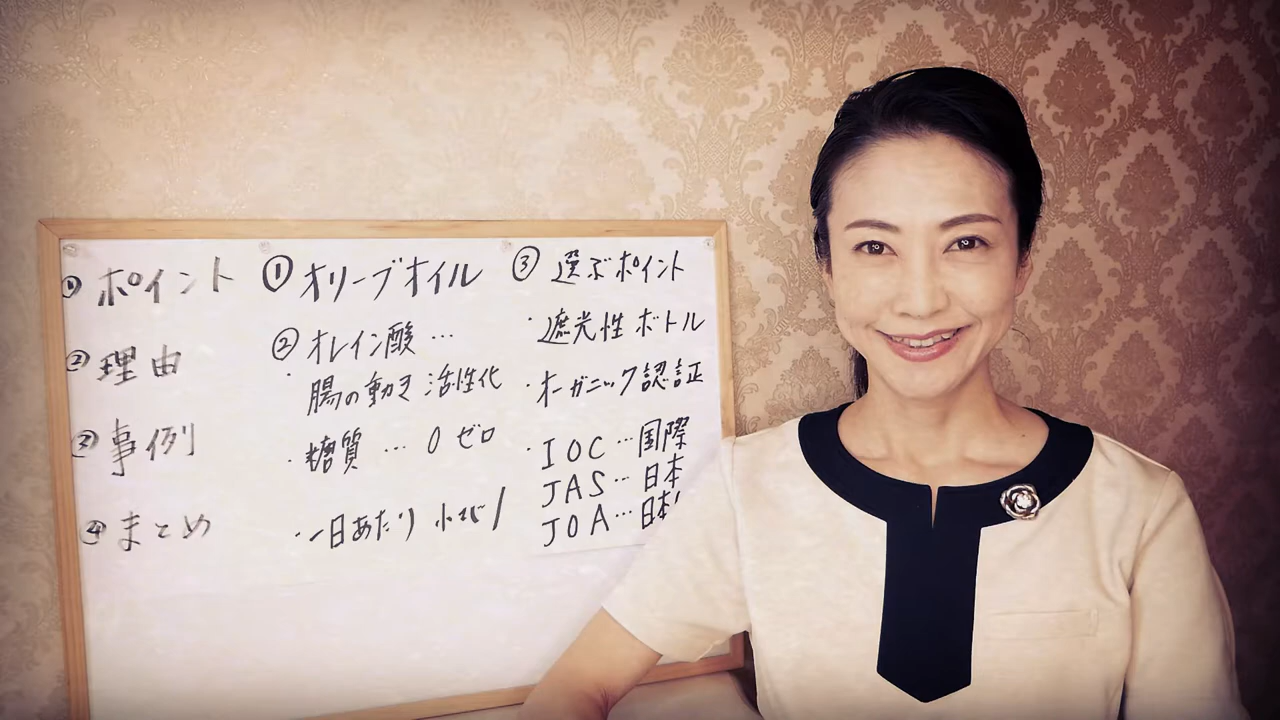 ① ポイント
② 理由
③ 事例
④ まとめ
① オリーブオイル
② オレイン酸…
・腸の動き 活性化
・糖質…0 ゼロ
・一日あたり 小さじ1
③ 選ぶポイント
・遮光性ボトル
・オーガニック認証
・IOC…国際
JAS…日本
JOA…日本